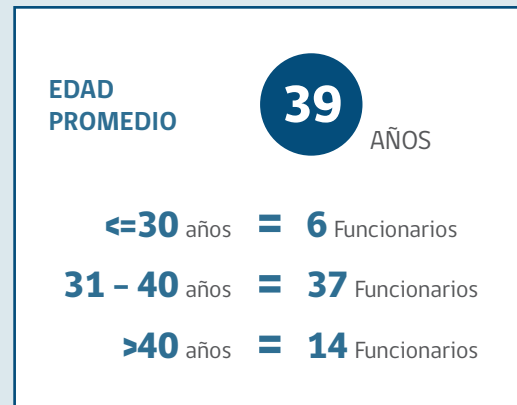 EDAD
PROMEDIO
39
AÑOS
<=30 años = 6 Funcionarios
31 – 40 años = 37 Funcionarios
>40 años = 14 Funcionarios